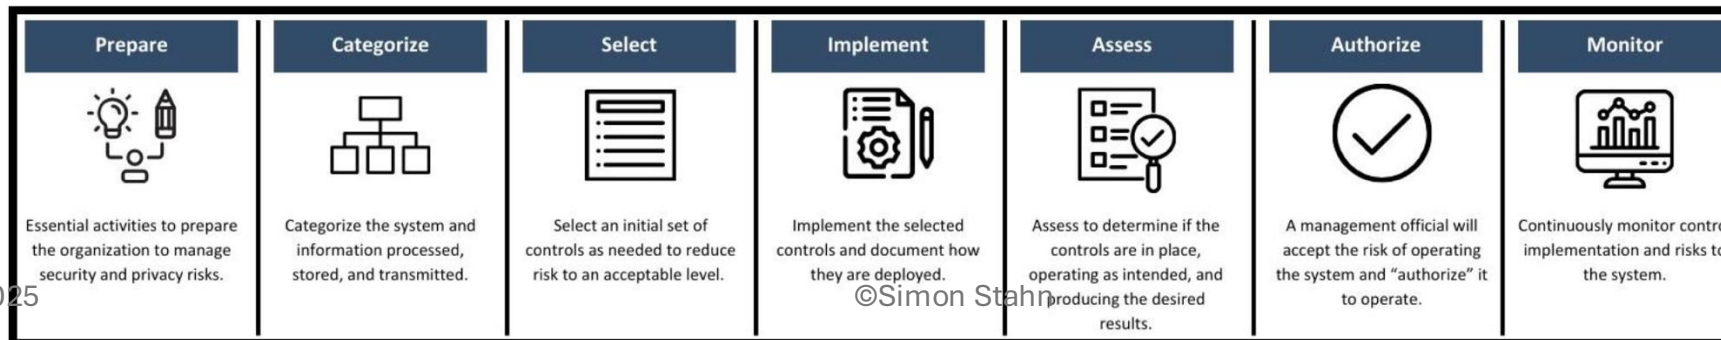 Prepare
Essential activities to prepare
the organization to manage
security and privacy risks.
Categorize
Categorize the system and
information processed,
stored, and transmitted.
Select
Select an initial set of
controls as needed to reduce
risk to an acceptable level.
Implement
Implement the selected
controls and document how
they are deployed.
Assess
Assess to determine if the
controls are in place,
operating as intended, and
producing the desired
results.
Authorize
A management official will
accept the risk of operating
the system and “authorize” it
to operate.
Monitor
Continuously monitor contro
implementation and risks to
the system.
025
©Simon Stahn